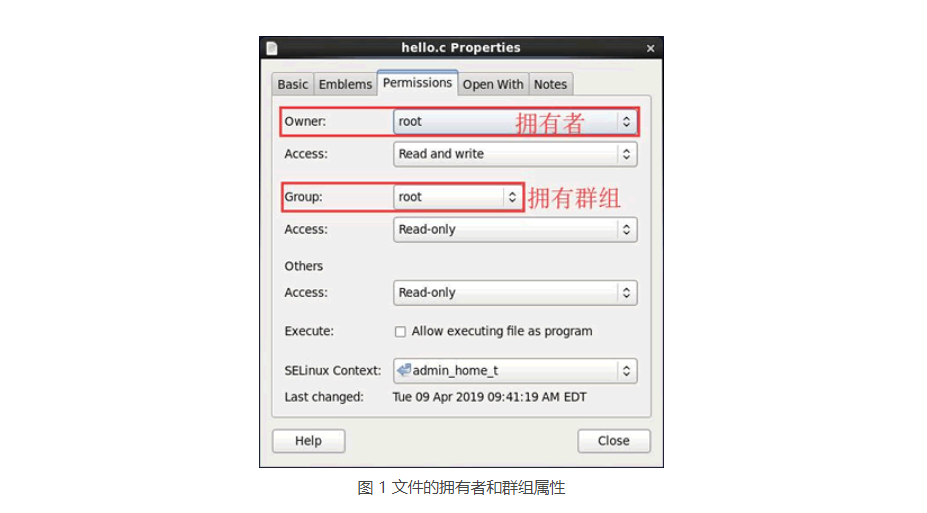 hello.c Properties
Basic Emblems Permissions Open With Notes
Owner: root 拥有者
Access: Read and write
Group: root 拥有群组
Access: Read-only
Others
Access: Read-only
Execute: Allow executing file as program
SELinux Context: admin_home_t
Last changed: Tue 09 Apr 2019 09:41:19 AM EDT
Help Close
图 1 文件的拥有者和群组属性